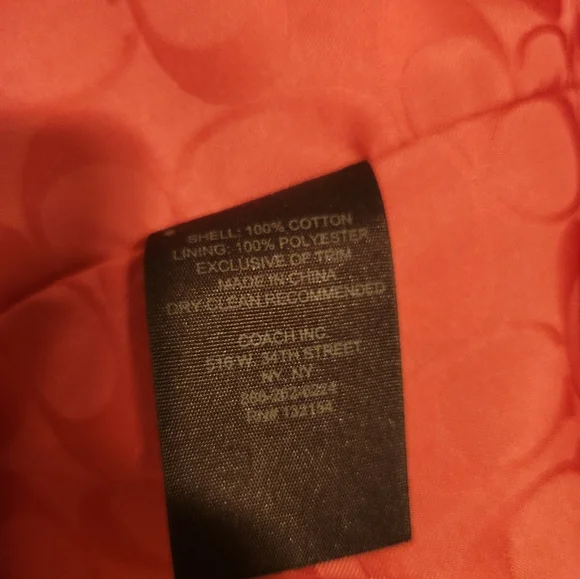 SHELL: 100% COTTON
LINING: 100% POLYESTER
EXCLUSIVE OF TRIM
MADE IN CHINA
DRY CLEAN RECOMMENDED
COACH INC
516 W. 34TH STREET
NY, NY